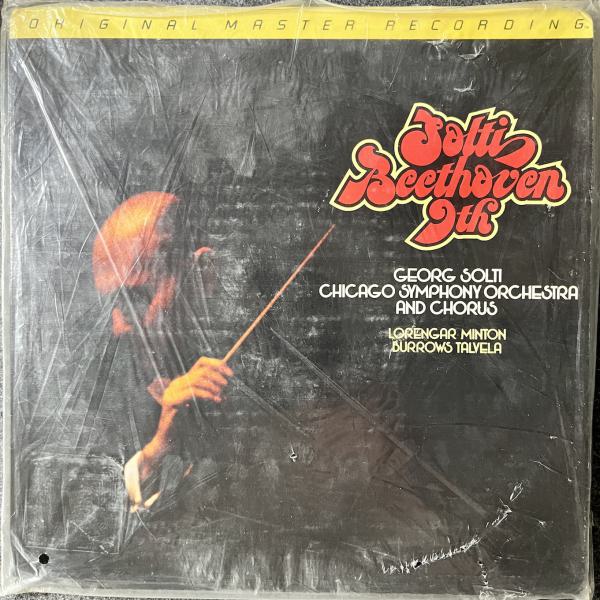 ORIGINAL MASTER RECORDING
Solti
Beethoven
9th
GEORG SOLTI
CHICAGO SYMPHONY ORCHESTRA
AND CHORUS
LORENGAR MINTON
BURROWS TALVELA